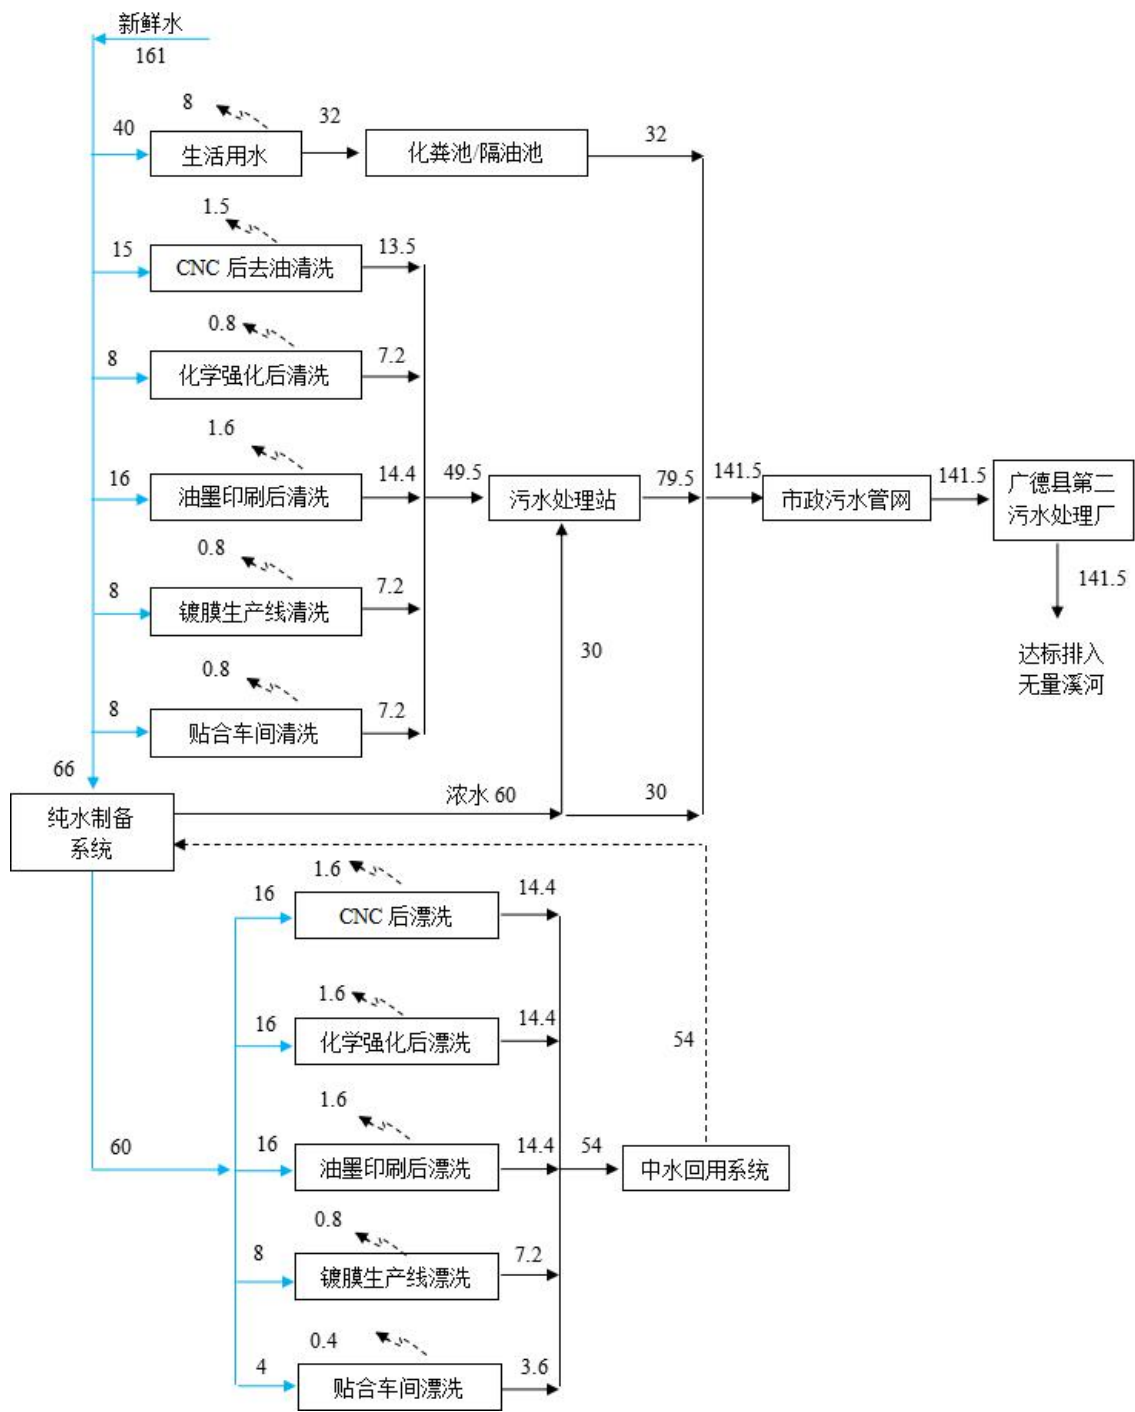 新鲜水
161
8
40
生活用水
32
化粪池/隔油池
32
1.5
15
CNC 后去油清洗
13.5
0.8
8
化学强化后清洗
7.2
1.6
16
油墨印刷后清洗
14.4
49.5
污水处理站
79.5
141.5
市政污水管网
141.5
广德县第二
污水处理厂
141.5
达标排入
无量溪河
0.8
8
镀膜生产线清洗
7.2
30
0.8
8
贴合车间清洗
7.2
66
纯水制备
系统
浓水 60
30
1.6
16
CNC 后漂洗
14.4
1.6
16
化学强化后漂洗
14.4
54
1.6
60
16
油墨印刷后漂洗
14.4
54
中水回用系统
0.8
8
镀膜生产线漂洗
7.2
0.4
4
贴合车间漂洗
3.6